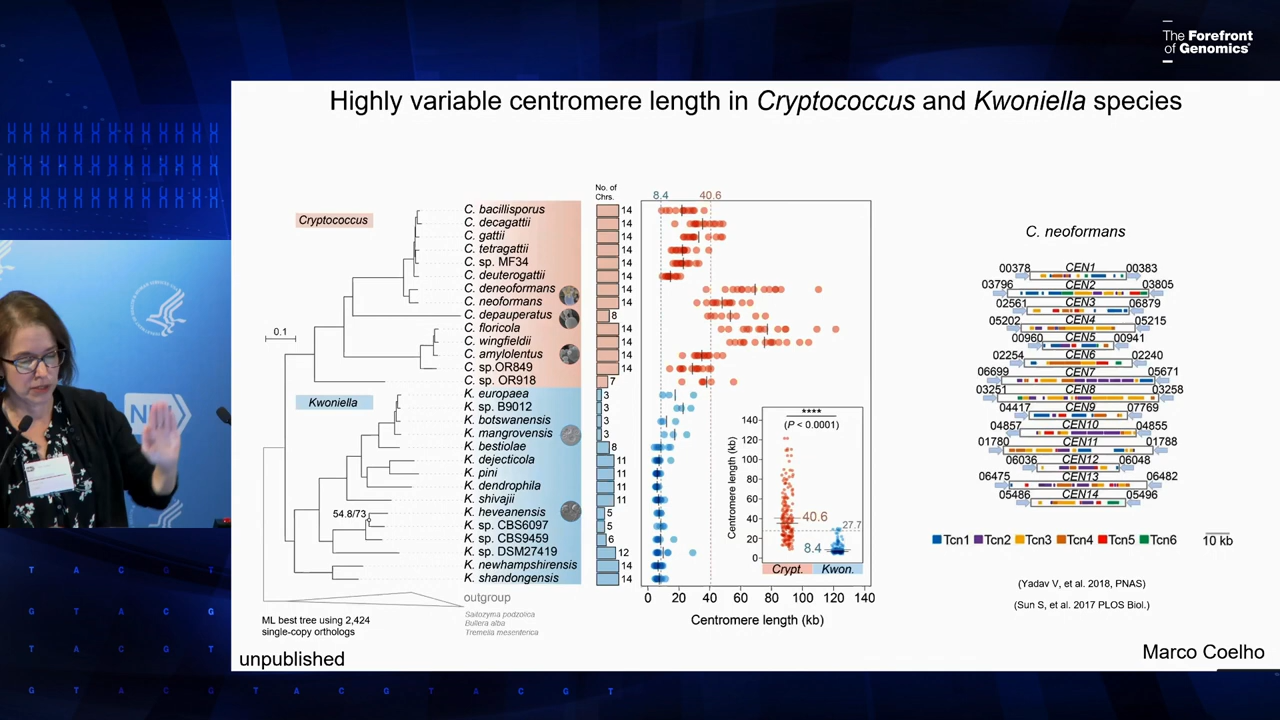 The Forefront
of Genomics®
Highly variable centromere length in Cryptococcus and Kwoniella species
No. of
Chrs.
8.4
40.6
Cryptococcus
C. bacillisporus 14
C. decagattii 14
C. gattii 14
C. tetragattii 14
C. sp. MF34 14
C. deuterogattii 14
C. deneoformans 14
C. neoformans 14
C. depauperatus 8
C. floricola 14
C. wingfieldii 14
C. amylolentus 14
C. sp.OR849 14
C. sp. OR918 7
0.1
Kwoniella
K. europaea 3
K. sp. B9012 3
K. botswanensis 3
K. mangrovensis 3
K. bestiolae 8
K. dejecticola 11
K. pini 11
K. dendrophila 11
K. shivajii 11
K. heveanensis 5
K. sp. CBS6097 5
K. sp. CBS9459 6
K. sp. DSM27419 12
K. newhampshirensis 14
K. shandongensis 14
54.8/73
outgroup
Saitozyma podzolica
Bullera alba
Tremella mesenterica
ML best tree using 2,424
single-copy orthologs
0 20 40 60 80 100 120 140
Centromere length (kb)
****
(P < 0.0001)
Centromere length (kb)
140
120
100
80
60
40
20
0
40.6
27.7
8.4
Crypt. Kwon.
C. neoformans
00378 CEN1 00383
03796 CEN2 03805
02561 CEN3 06879
05202 CEN4 05215
00960 CEN5 00941
02254 CEN6 02240
06699 CEN7 05671
03251 CEN8 03258
04417 CEN9 07769
04857 CEN10 04855
01780 CEN11 01788
06036 CEN12 06048
06475 CEN13 06482
05486 CEN14 05496
Tcn1 Tcn2 Tcn3 Tcn4 Tcn5 Tcn6
10 kb
(Yadav V, et al. 2018, PNAS)
(Sun S, et al. 2017 PLOS Biol.)
unpublished
Marco Coelho
T A C G
G T A C
T A C G T
G T A C G T A C G T A C G T